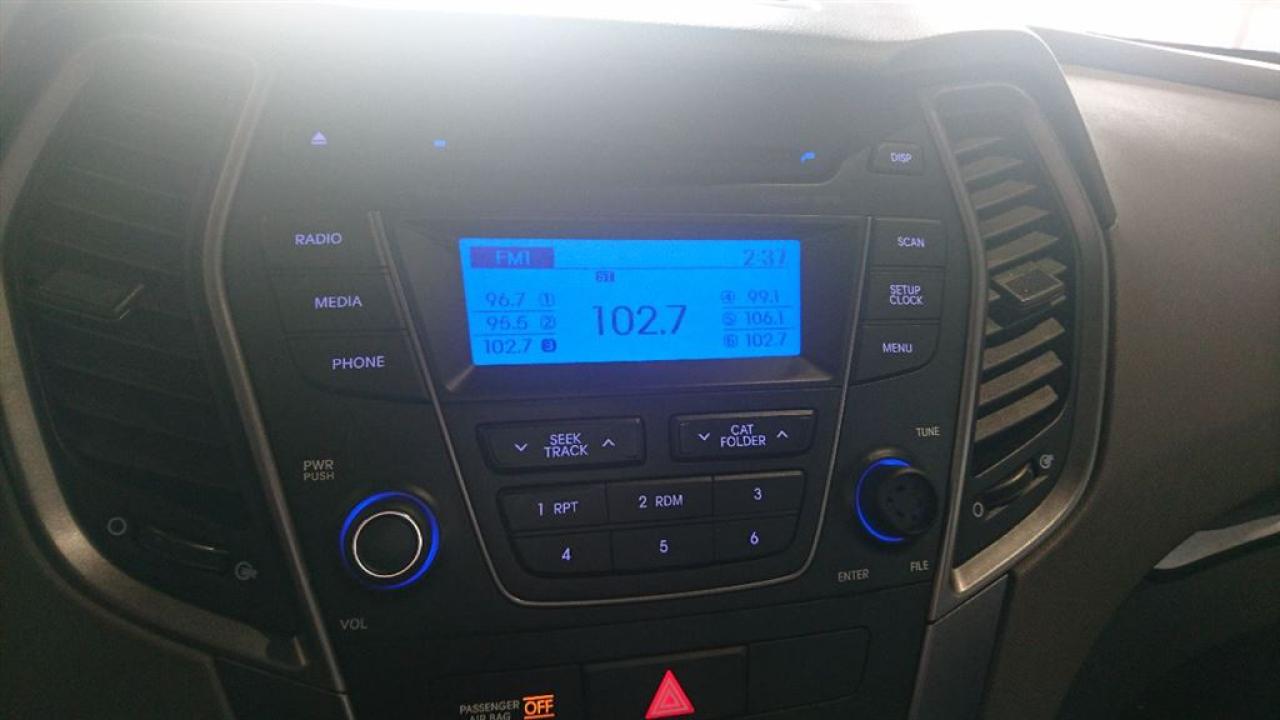 DISP
RADIO
SCAN
FM1 2:37
ST
MEDIA
SETUP
CLOCK
96.7 1 4 99.1
95.5 2 102.7 5 106.1
102.7 3 6 102.7
PHONE
MENU
SEEK
TRACK
CAT
FOLDER
TUNE
PWR
PUSH
1 RPT 2 RDM 3
4 5 6
ENTER FILE
VOL
PASSENGER OFF
AIR BAG